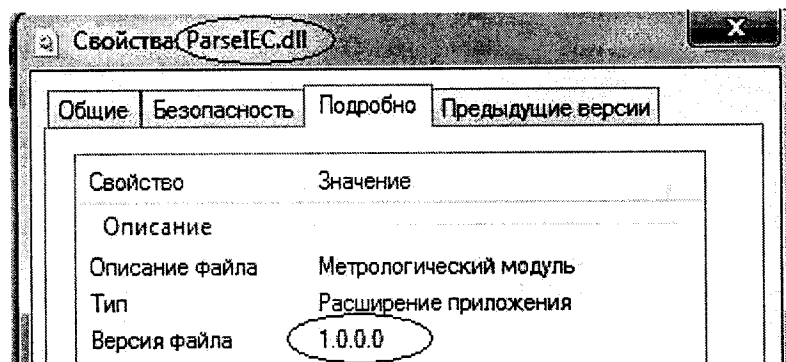 Свойства: ParseIEC.dll
Общие Безопасность Подробно Предыдущие версии
Свойство Значение
Описание
Описание файла Метрологический модуль
Тип Расширение приложения
Версия файла 1.0.0.0